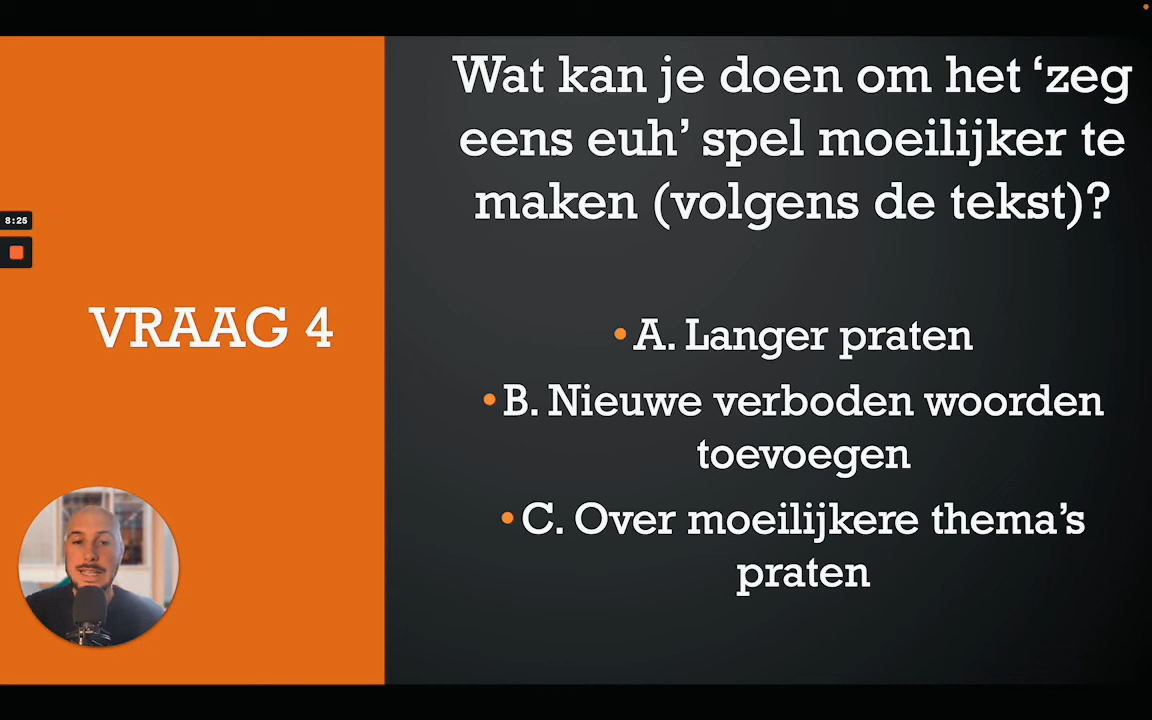 Wat kan je doen om het ‘zeg
eens euh’ spel moeilijker te
maken (volgens de tekst)?
8:25
VRAAG 4
•A. Langer praten
•B. Nieuwe verboden woorden
toevoegen
•C. Over moeilijkere thema’s
praten